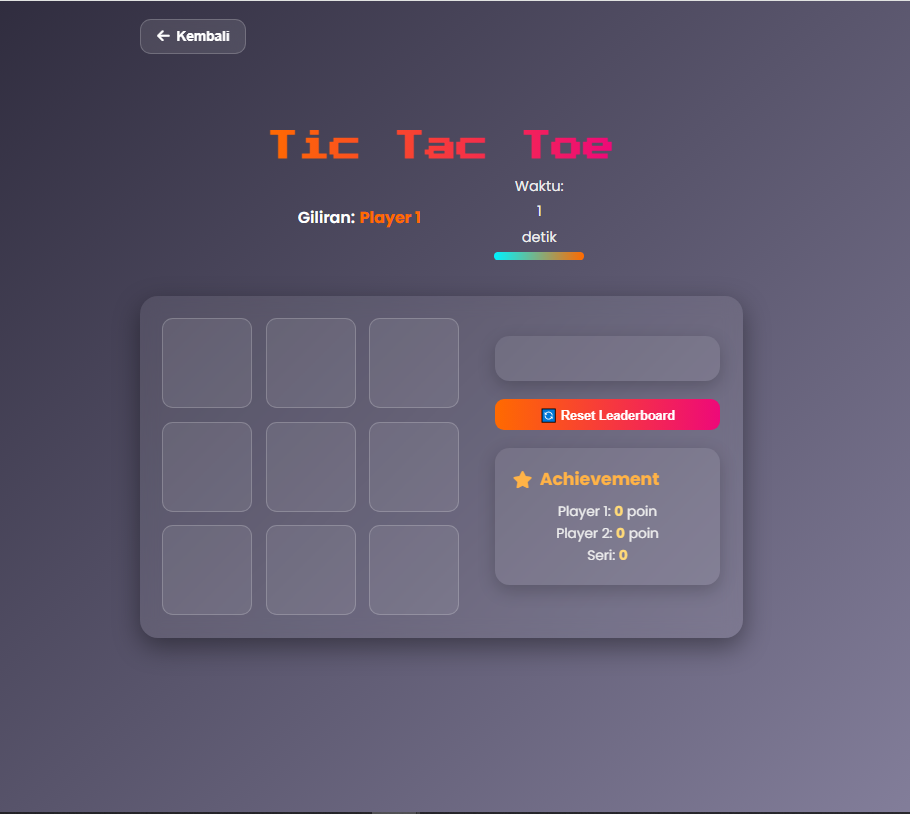 Kembali
Tic Tac Toe
Giliran: Player 1
Waktu:
1
detik
Reset Leaderboard
Achievement
Player 1: 0 poin
Player 2: 0 poin
Seri: 0